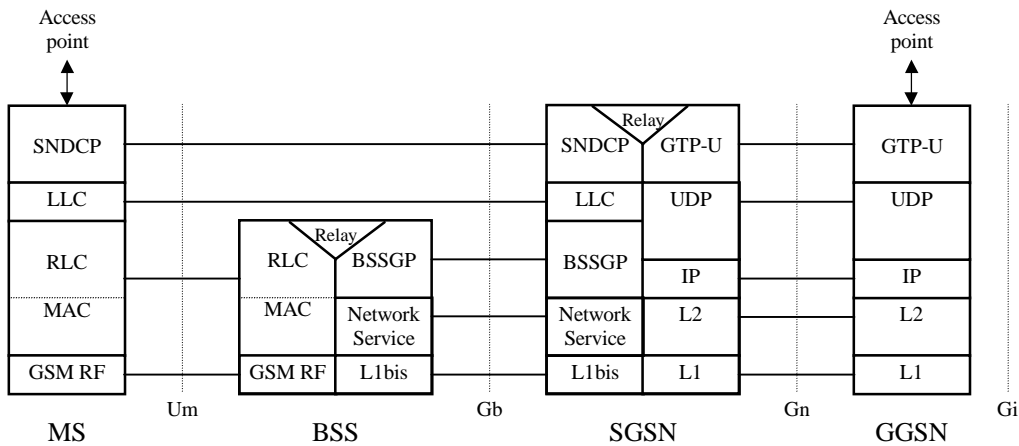 Access
point
Access
point
Relay
SNDCP
SNDCP
GTP-U
GTP-U
LLC
LLC
UDP
UDP
Relay
RLC
RLC
BSSGP
BSSGP
IP
IP
MAC
MAC
Network
Service
Network
Service
L2
L2
GSM RF
GSM RF
L1bis
L1bis
L1
L1
Um
Gb
Gn
Gi
MS
BSS
SGSN
GGSN